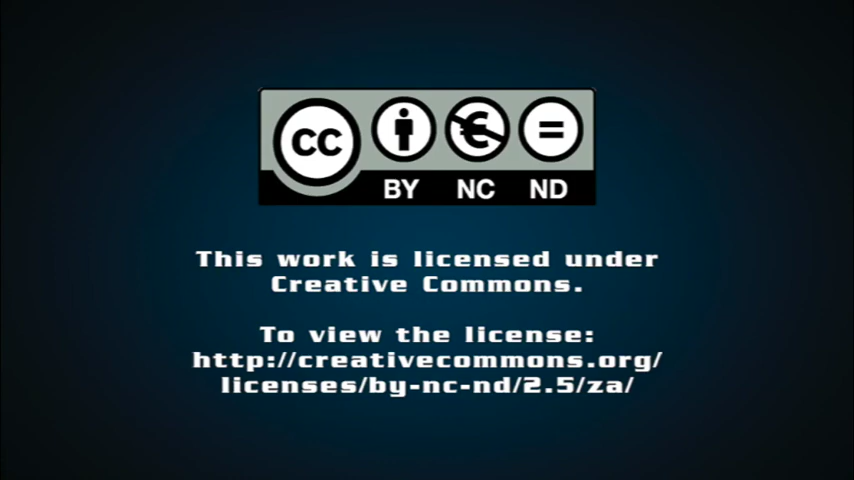 cc
BY NC ND
This work is licensed under
Creative Commons.
To view the license:
http://creativecommons.org/
licenses/by-nc-nd/2.5/za/